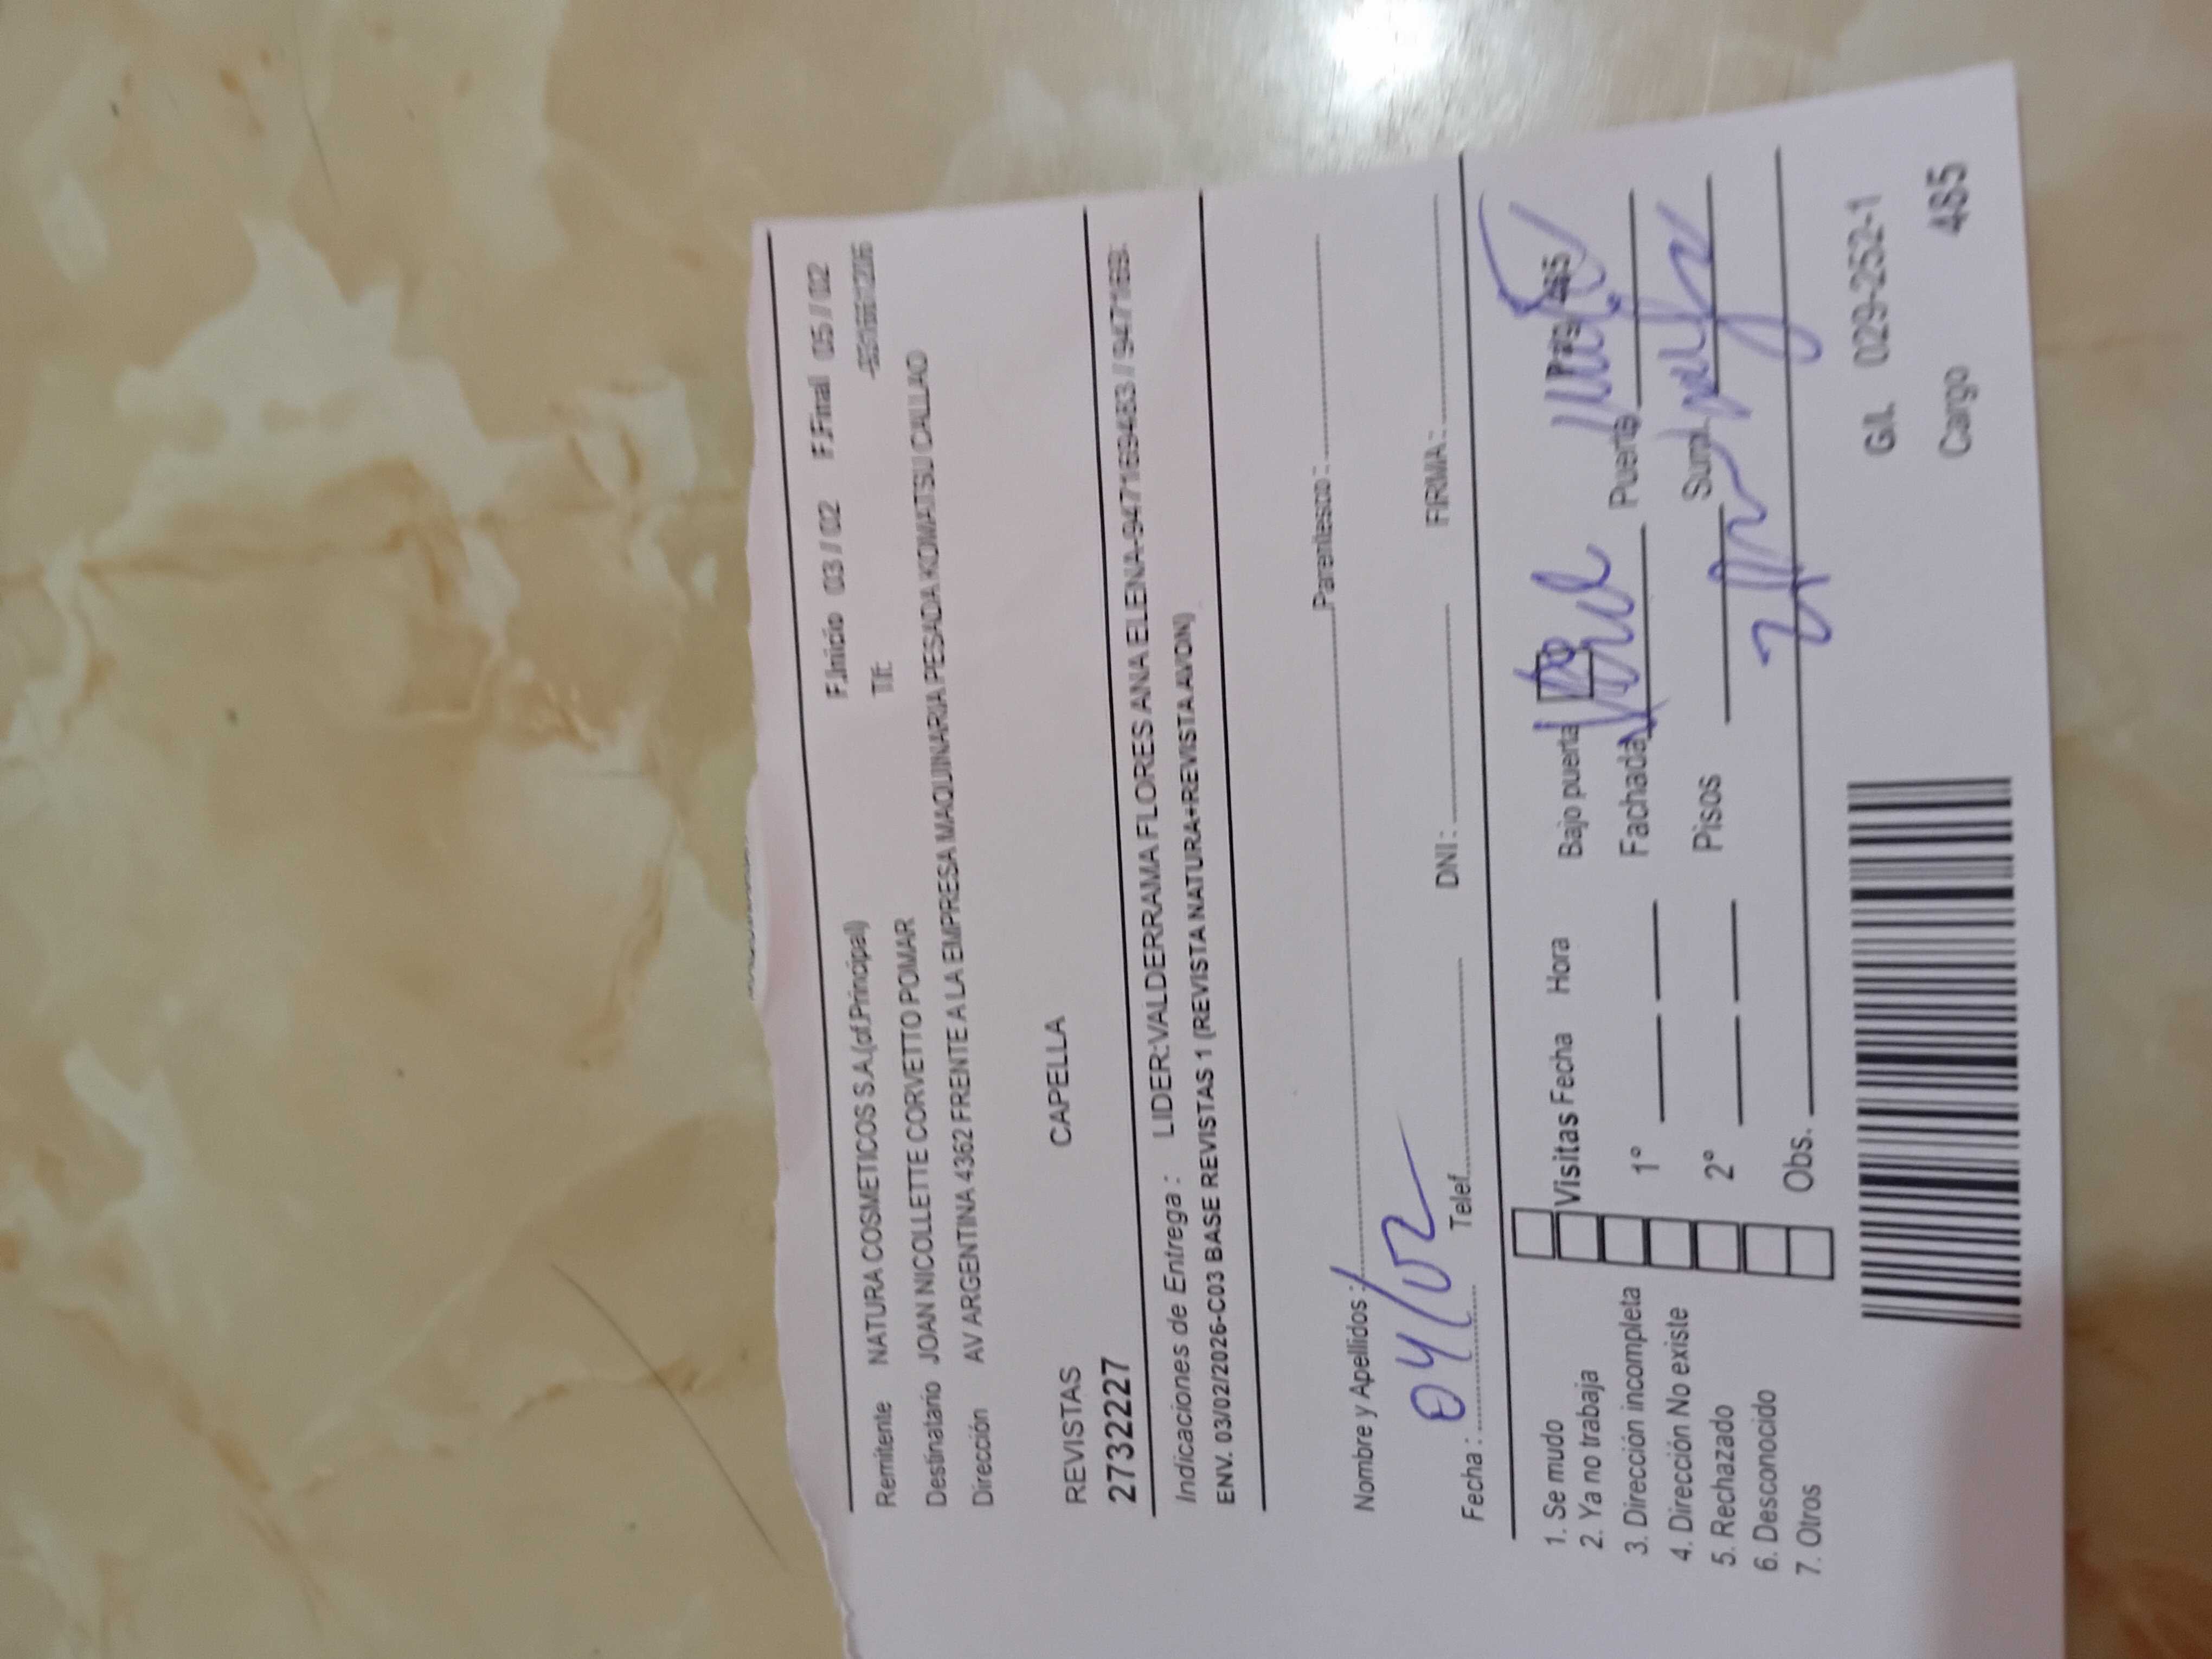 F.Inicio 03 / 02 F.Final 05 / 02
Remitente NATURA COSMETICOS S.A.(of.Principal) Tlf:
Destinatario JOAN NICOLLETTE CORVETTO POMAR
Dirección AV ARGENTINA 4362 FRENTE A LA EMPRESA MAQUINARIA PESADA KOMATSU CALLAO
CAPELLA
REVISTAS
2732227
Indicaciones de Entrega : LIDER:VALDERRAMA FLORES ANA ELENA-947169483 / 947169.
ENV. 03/02/2026-C03 BASE REVISTAS 1 (REVISTA NATURA+REVISTA AVON)
Nombre y Apellidos : Parentesco :
04/02
Fecha : Telef. DNI : FIRMA :
1. Se mudo
2. Ya no trabaja
3. Dirección incompleta
4. Dirección No existe
5. Rechazado
6. Desconocido
7. Otros
Visitas Fecha Hora Bajo puerta
1° Fachada Puerta
2° Pisos
Obs.
G/I. 029-252-1
Cargo 485